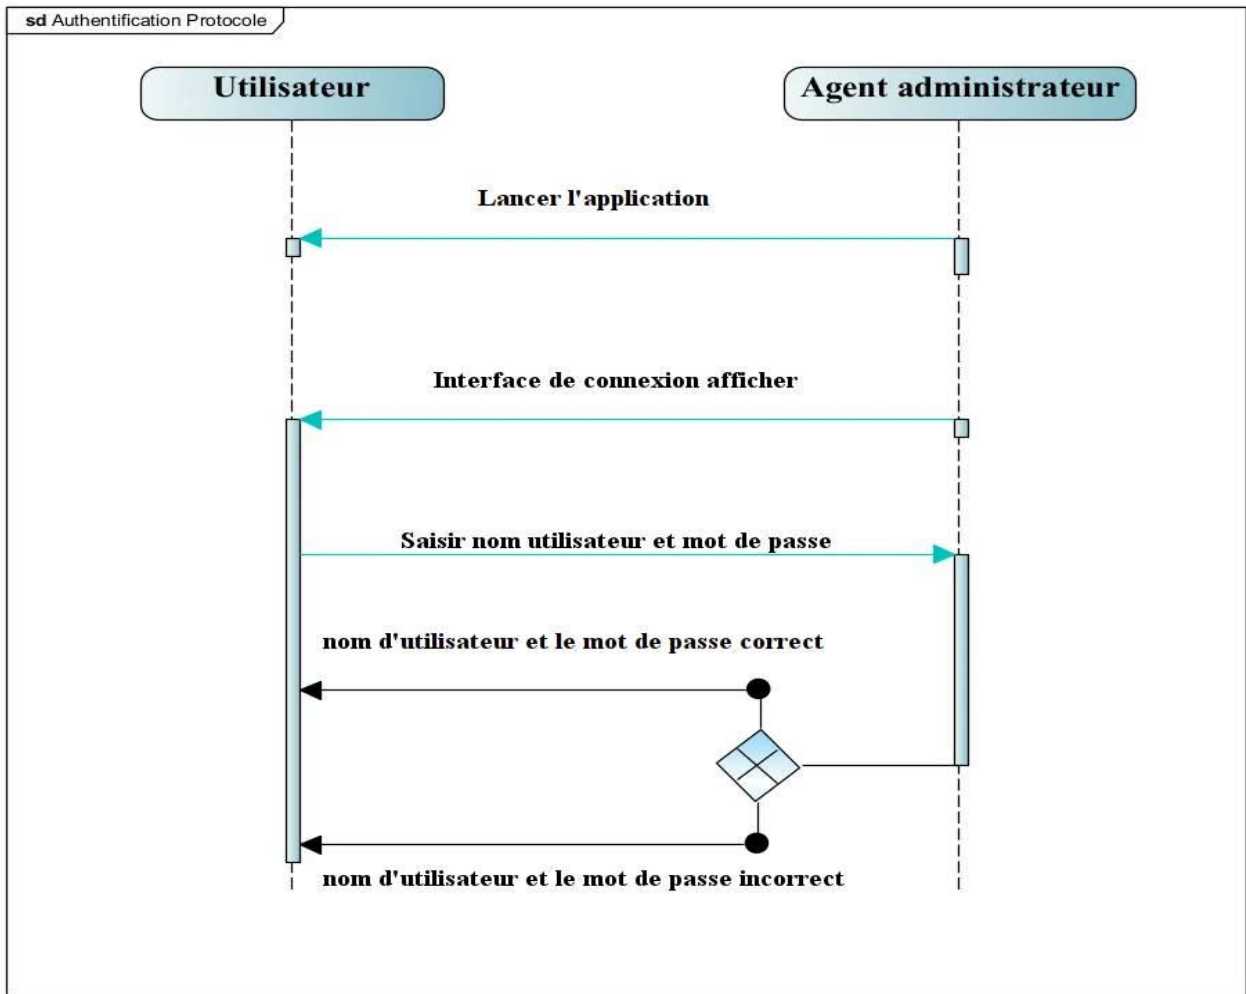 sd Authentification Protocole
Utilisateur
Agent administrateur
Lancer l'application
Interface de connexion afficher
Saisir nom utilisateur et mot de passe
nom d'utilisateur et le mot de passe correct
nom d'utilisateur et le mot de passe incorrect